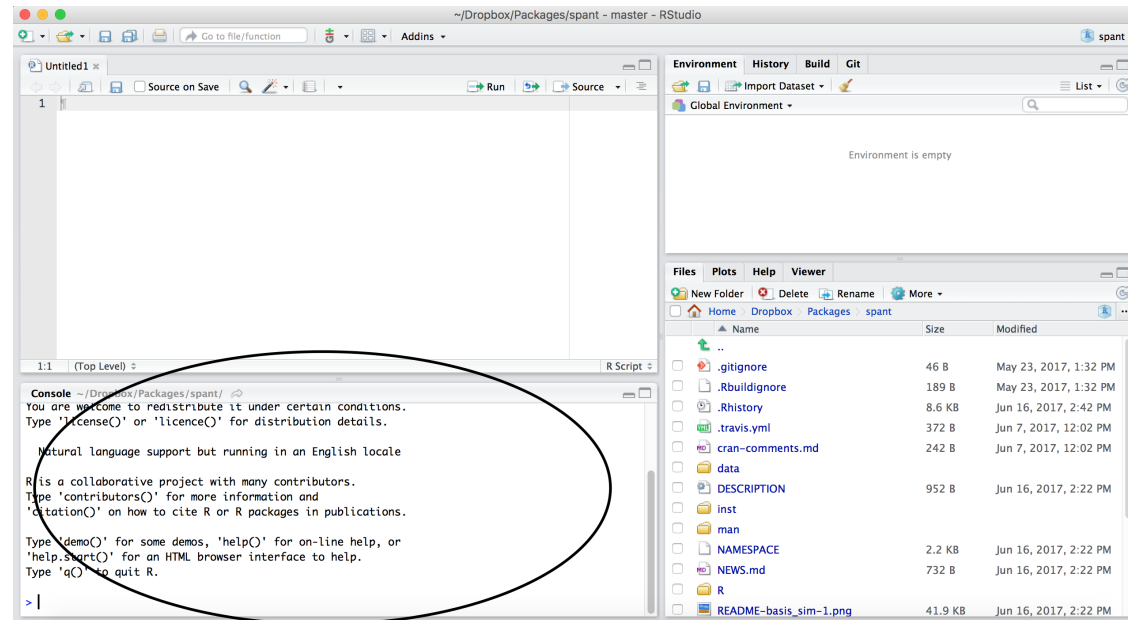 ~/Dropbox/Packages/spant - master - RStudio
Go to file/function
Addins
spant
Untitled1
Source on Save
Run
Source
1
1:1
(Top Level)
R Script
Console ~/Dropbox/Packages/spant/
You are welcome to redistribute it under certain conditions.
Type 'license()' or 'licence()' for distribution details.
Natural language support but running in an English locale
R is a collaborative project with many contributors.
Type 'contributors()' for more information and
'citation()' on how to cite R or R packages in publications.
Type 'demo()' for some demos, 'help()' for on-line help, or
'help.start()' for an HTML browser interface to help.
Type 'q()' to quit R.
>
Environment History Build Git
Import Dataset
List
Global Environment
Environment is empty
Files Plots Help Viewer
New Folder Delete Rename More
Home Dropbox Packages spant
Name Size Modified
..
.gitignore 46 B May 23, 2017, 1:32 PM
.Rbuildignore 189 B May 23, 2017, 1:32 PM
.Rhistory 8.6 KB Jun 16, 2017, 2:42 PM
.travis.yml 372 B Jun 7, 2017, 12:02 PM
cran-comments.md 242 B Jun 7, 2017, 12:02 PM
data
DESCRIPTION 952 B Jun 16, 2017, 2:22 PM
inst
man
NAMESPACE 2.2 KB Jun 16, 2017, 2:22 PM
NEWS.md 732 B Jun 16, 2017, 2:22 PM
R
README-basis_sim-1.png 41.9 KB Jun 16, 2017, 2:22 PM